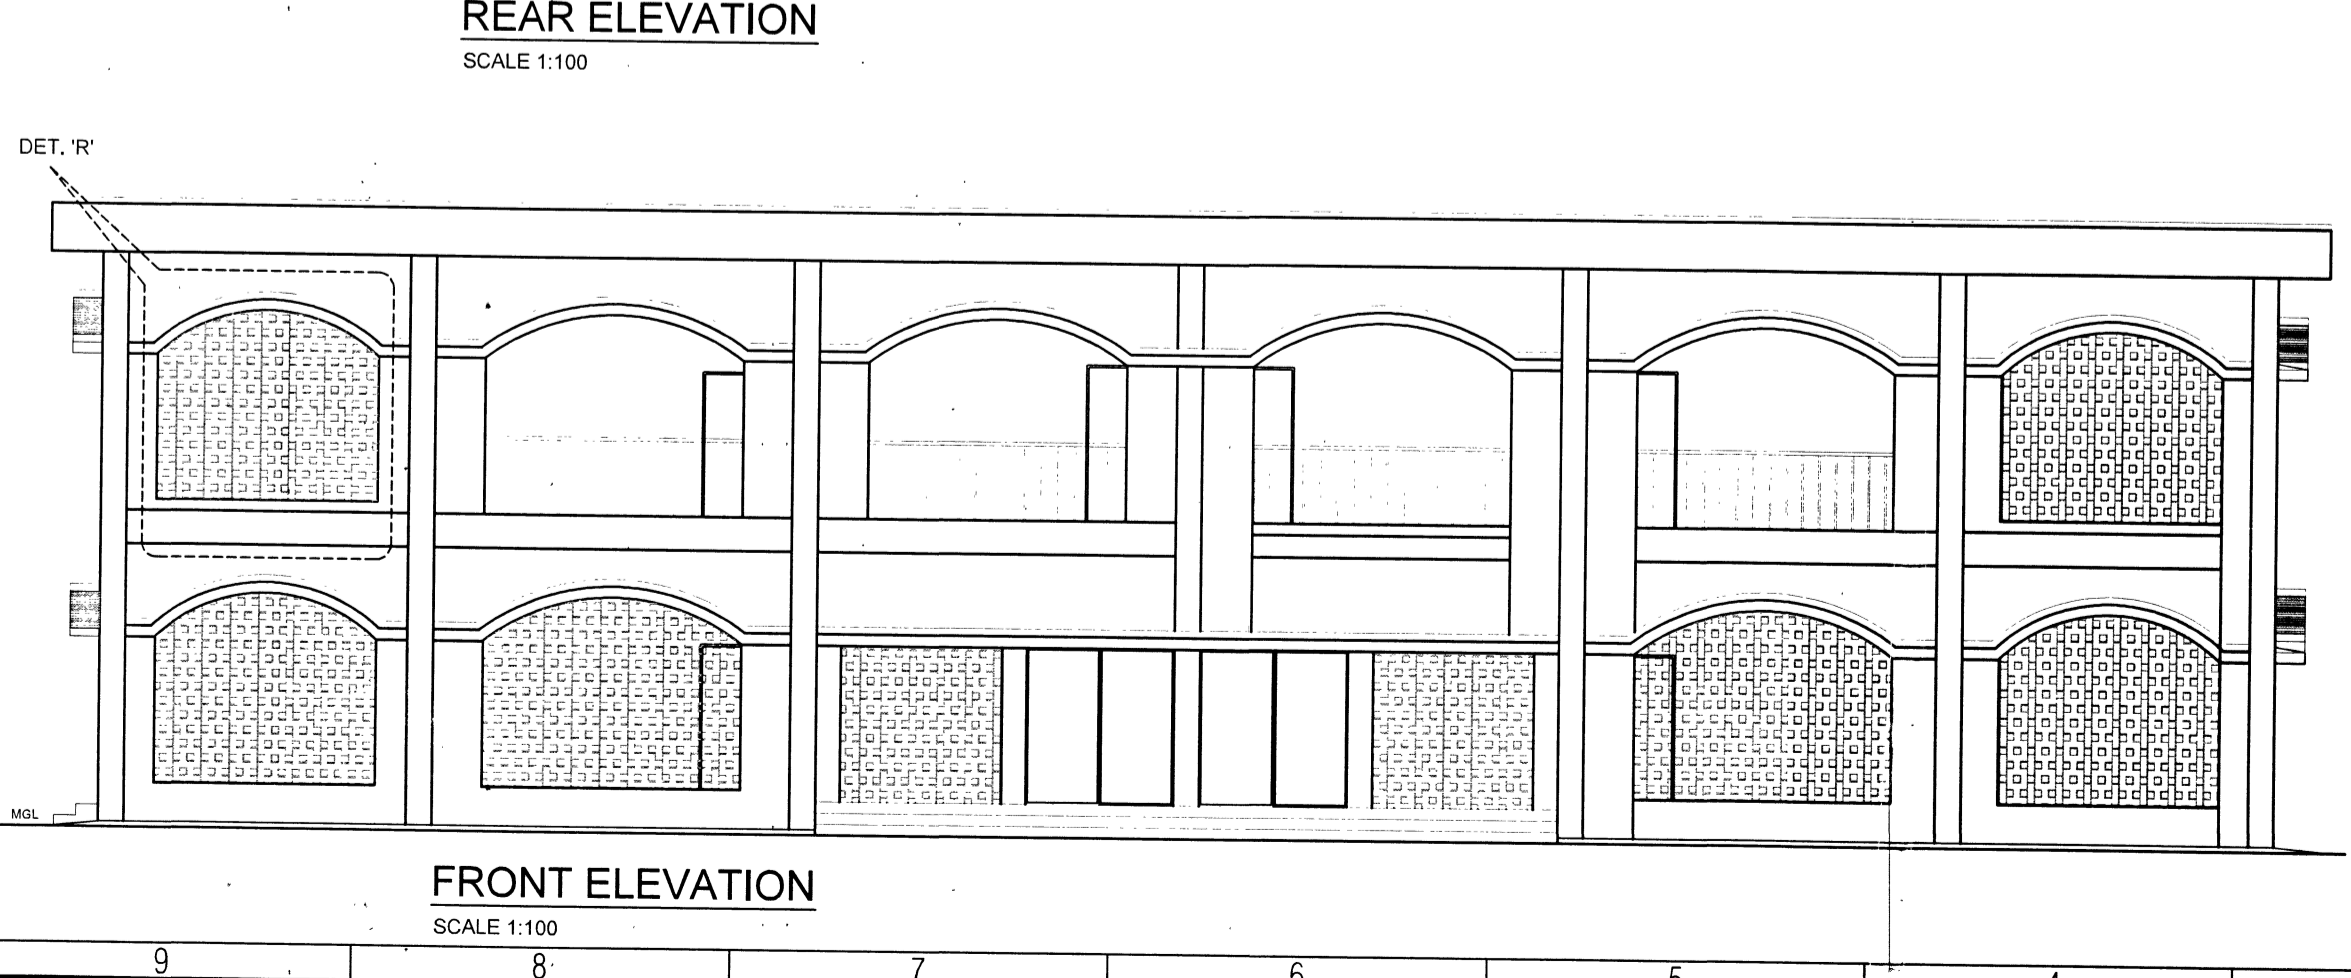 REAR ELEVATION
SCALE 1:100
DET. 'R'
MGL
FRONT ELEVATION
SCALE 1:100
9 8 7 6 5 4